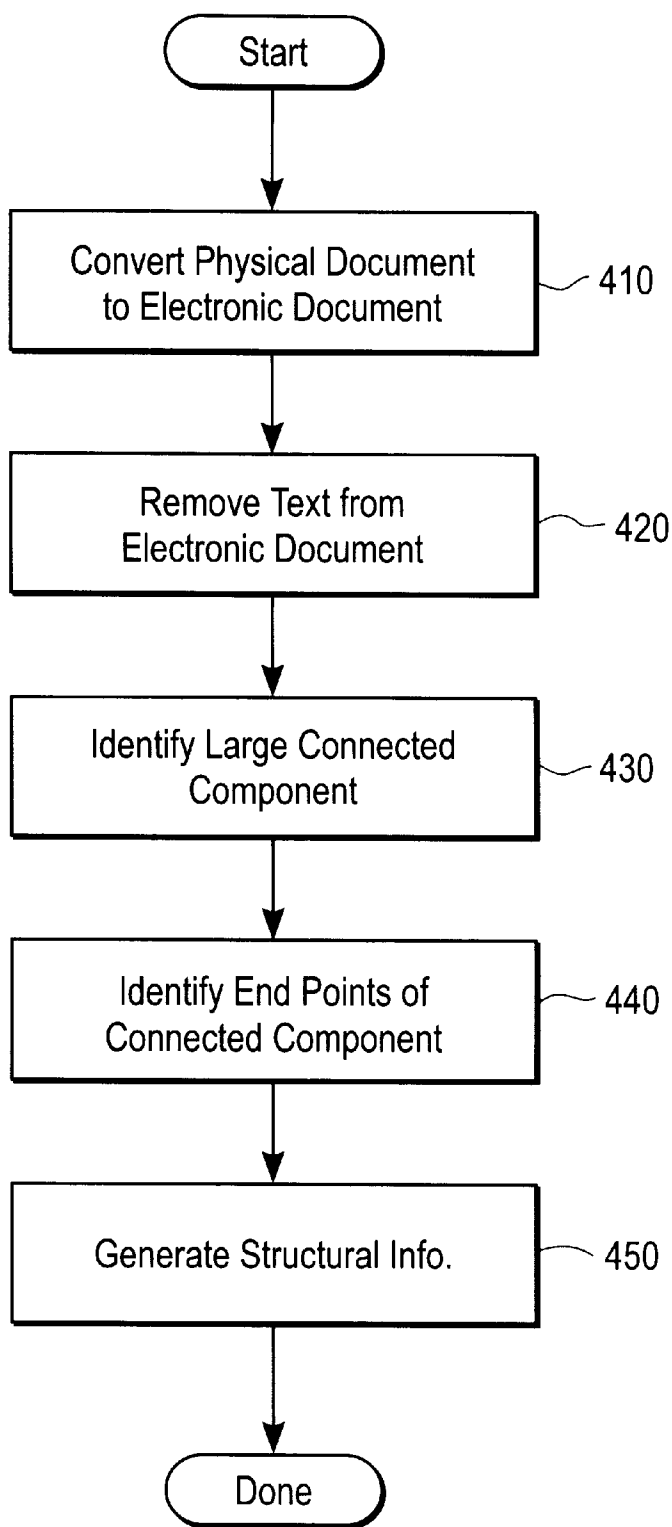 Start
Convert Physical Document
to Electronic Document
410
Remove Text from
Electronic Document
420
Identify Large Connected
Component
430
Identify End Points of
Connected Component
440
Generate Structural Info.
450
Done